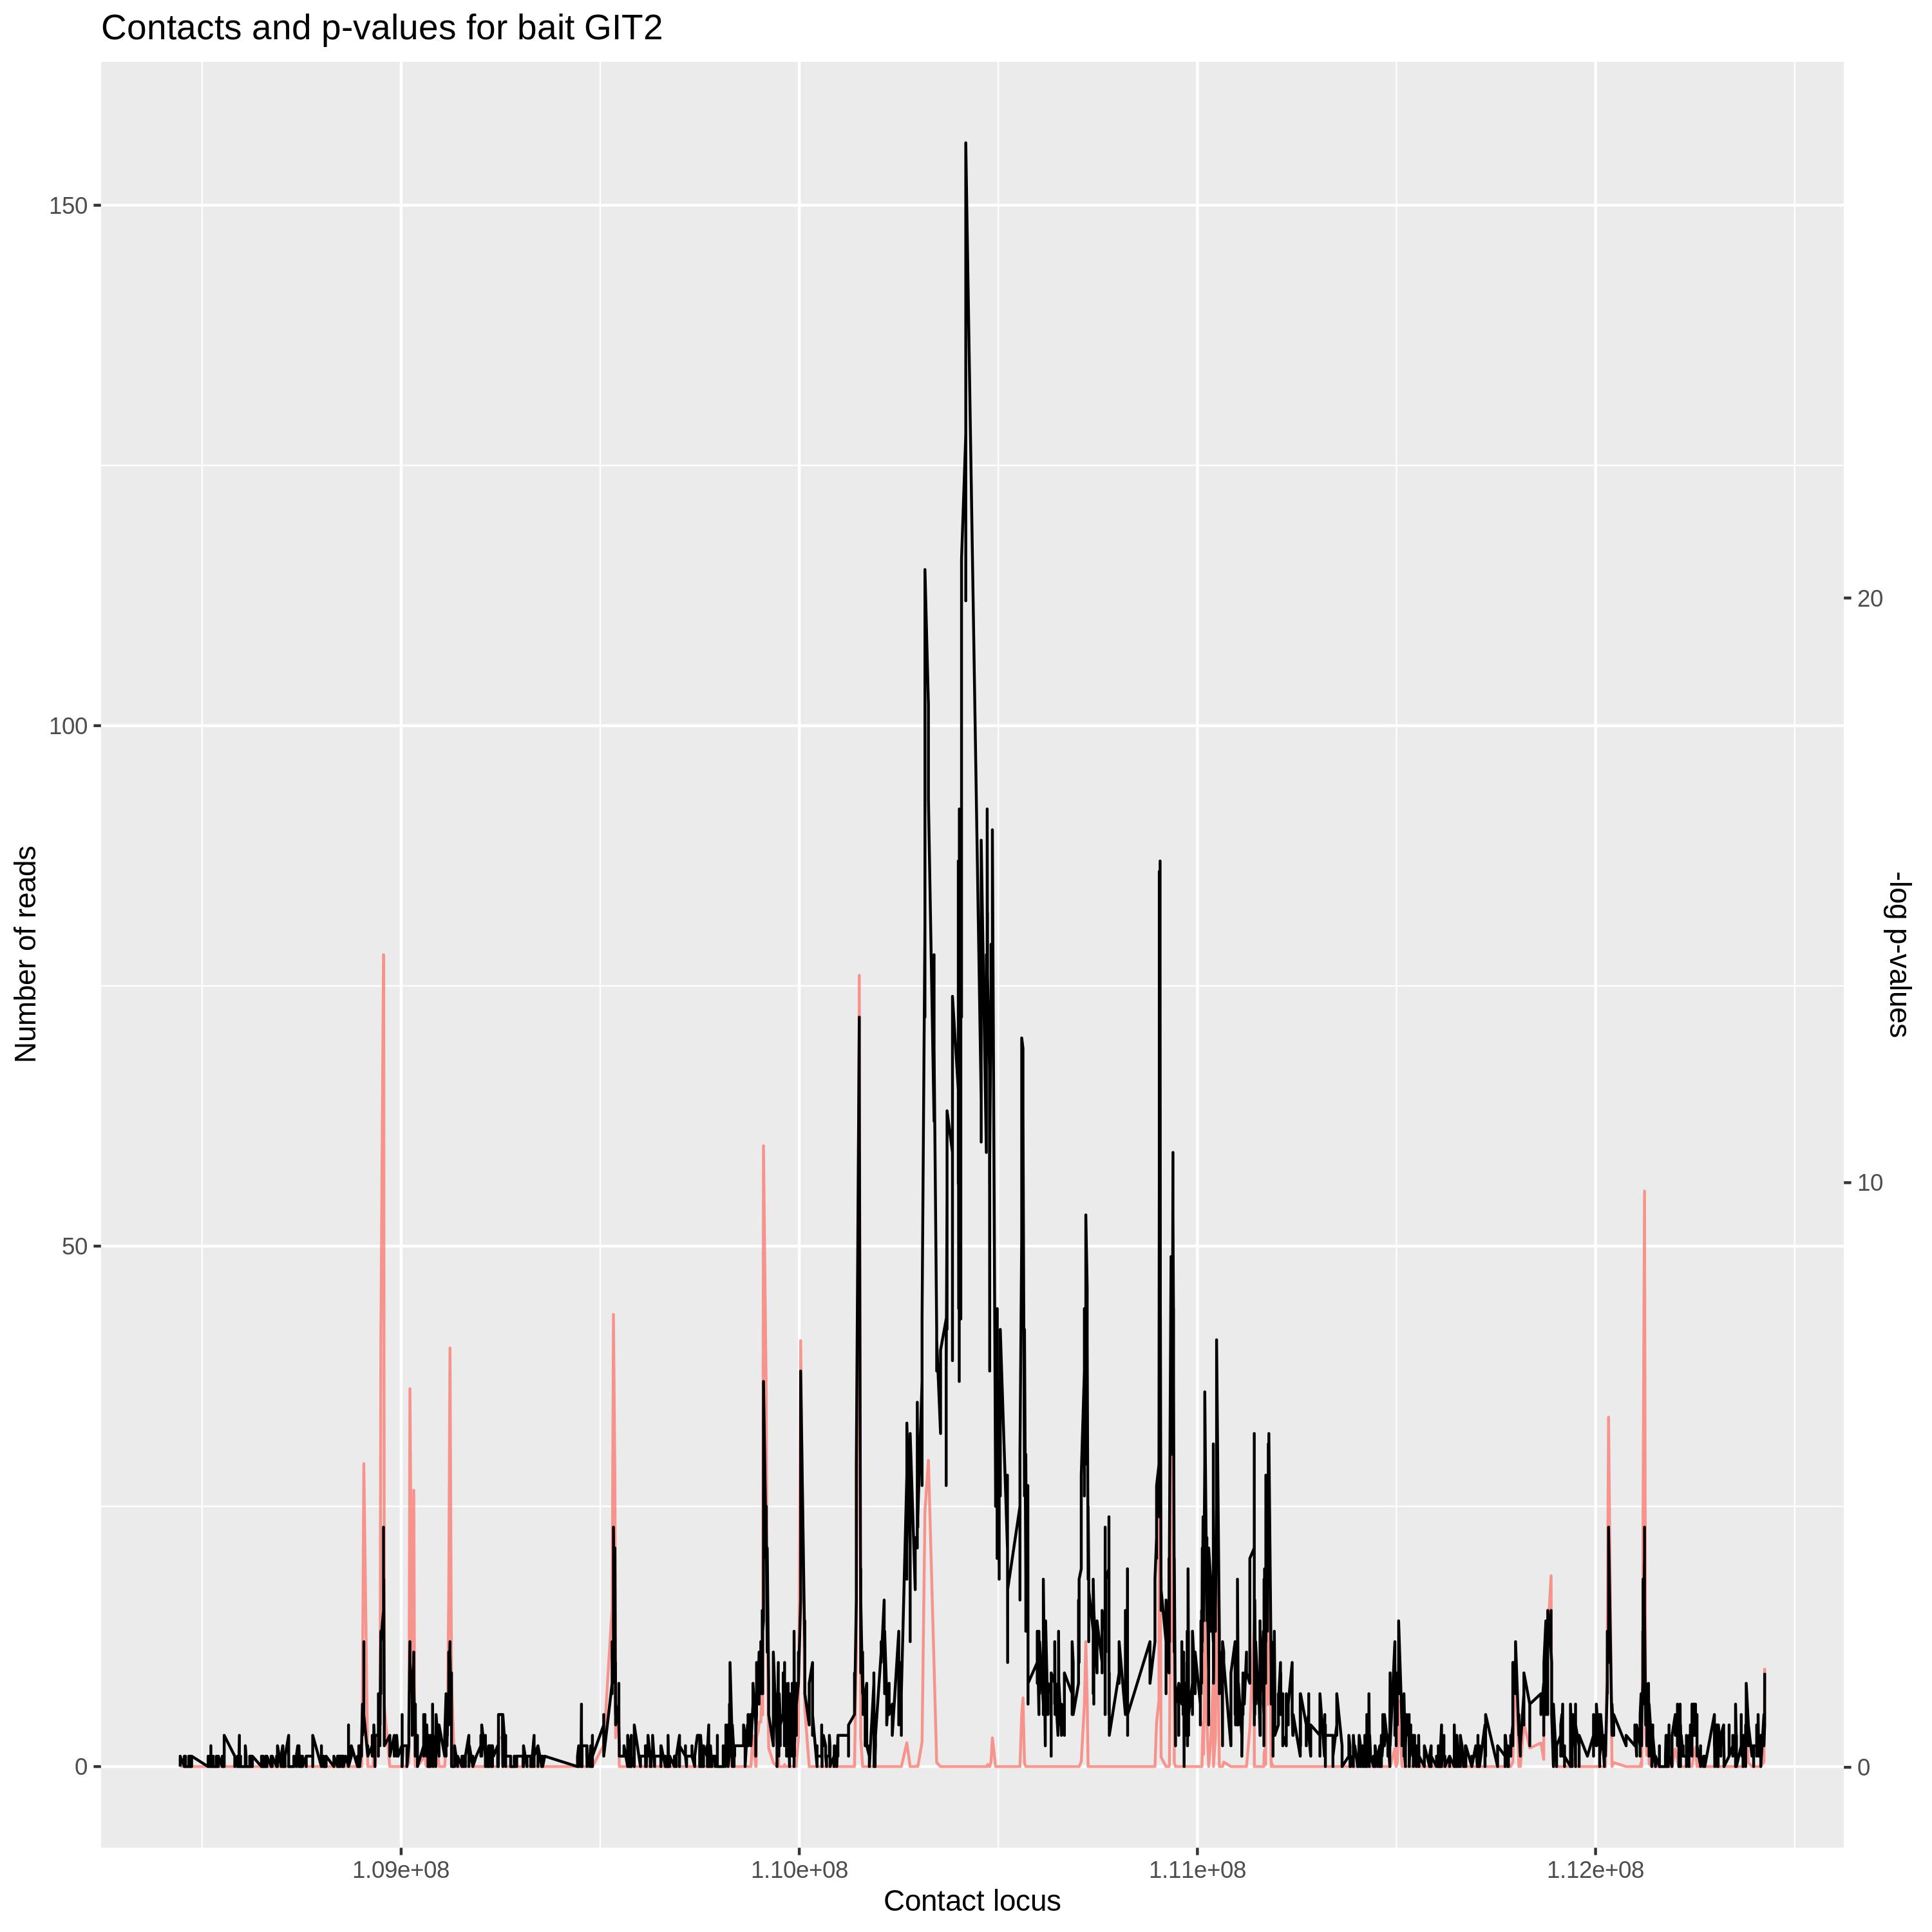 Contacts and p-values for bait GIT2
150
100
50
0
Number of reads
20
10
0
-log p-values
1.09e+08
1.10e+08
1.11e+08
1.12e+08
Contact locus